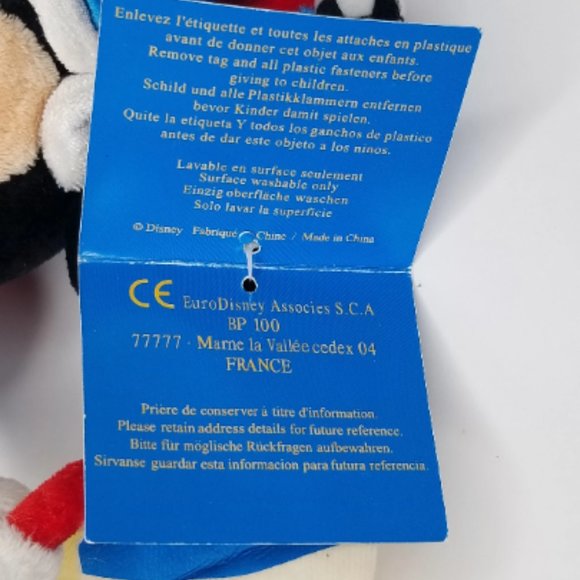 Enlevez l'étiquette et toutes les attaches en plastique
avant de donner cet objet aux enfants.
Remove tag and all plastic fasteners before
giving to children.
Schild und alle Plastikklammern entfernen
bevor Kinder damit spielen.
Quite la etiqueta Y todos los ganchos de plastico
antes de dar este objeto a los ninos.
Lavable en surface seulement
Surface washable only
Einzig oberfläche waschen
Solo lavar la superficie
© Disney Fabriqué Chine / Made in China
CE EuroDisney Associes S.C.A
BP 100
77777 - Marne la Vallée cedex 04
FRANCE
Prière de conserver à titre d'information.
Please retain address details for future reference.
Bitte für möglische Rückfragen aufbewahren.
Sirvanse guardar esta informacion para futura referencia.